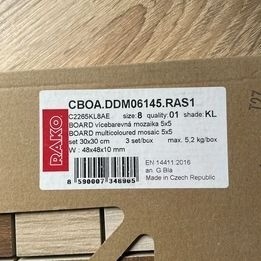 CBOA.DDM06145.RAS1
C2265KL8AE size: 8 quality: 01 shade: KL
BOARD vícebarevná mozaika 5x5
BOARD multicoloured mosaic 5x5
set 30x30 cm 3 set/box max. 5,2 kg/box
W : 48x48x10 mm
RAKO
EN 14411:2016
an. G BIa
Made in Czech Republic
8 590007 346905